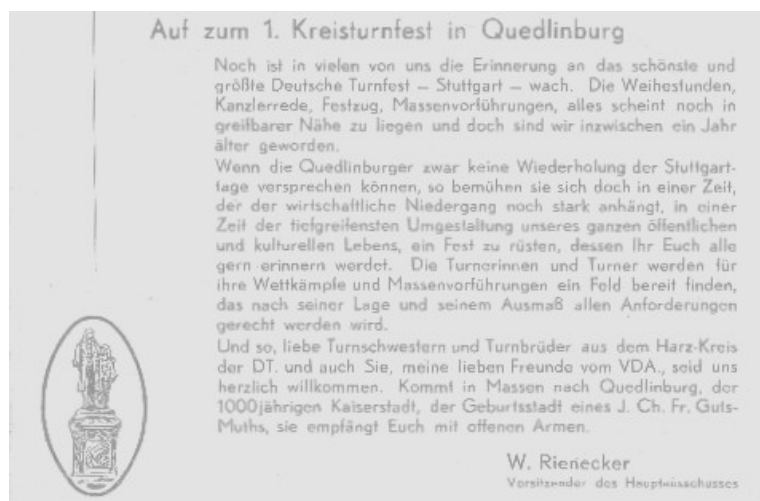 Auf zum 1. Kreisturnfest in Quedlinburg
Noch ist in vielen von uns die Erinnerung an das schönste und
größte Deutsche Turnfest – Stuttgart – wach. Die Weihestunden,
Kanzlerrede, Festzug, Massenvorführungen, alles scheint noch in
greifbarer Nähe zu liegen und doch sind wir inzwischen ein Jahr
älter geworden.
Wenn die Quedlinburger zwar keine Wiederholung der Stuttgart-
tage versprechen können, so bemühen sie sich doch in einer Zeit,
der der wirtschaftliche Niedergang noch stark anhängt, in einer
Zeit der tiefgreifensten Umgestaltung unseres ganzen öffentlichen
und kulturellen Lebens, ein Fest zu rüsten, dessen Ihr Euch alle
gern erinnern werdet. Die Turnerinnen und Turner werden für
ihre Wettkämpfe und Massenvorführungen ein Feld bereit finden,
das nach seiner Lage und seinem Ausmaß allen Anforderungen
gerecht werden wird.
Und so, liebe Turnschwestern und Turnbrüder aus dem Harz-Kreis
der DT. und auch Sie, meine lieben Freunde vom VDA., seid uns
herzlich willkommen. Kommt in Massen nach Quedlinburg, der
1000jährigen Kaiserstadt, der Geburtsstadt eines J. Ch. Fr. Guts-
Muths, sie empfängt Euch mit offenen Armen.
W. Rienecker
Vorsitzender des Hauptausschusses